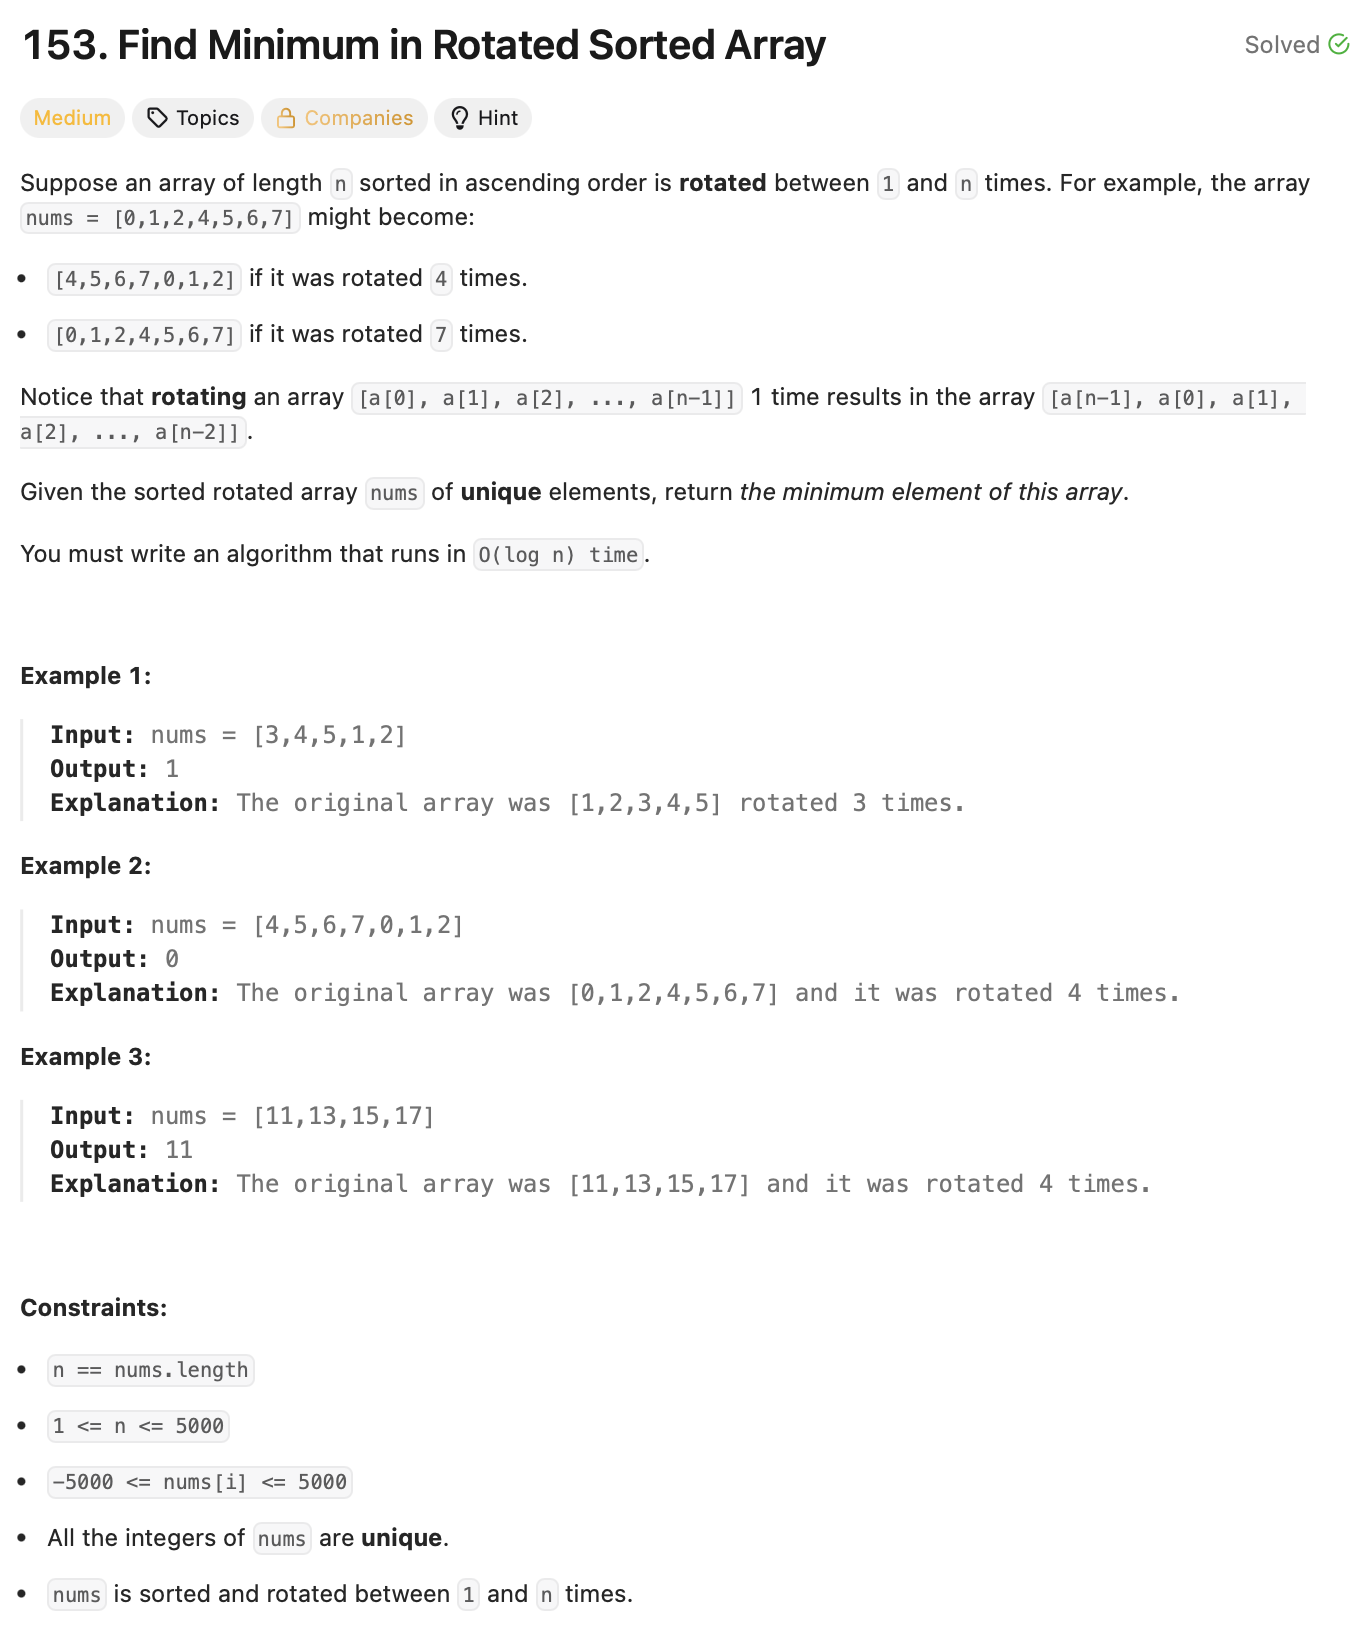 153. Find Minimum in Rotated Sorted Array
Solved
Medium
Topics
Companies
Hint
Suppose an array of length n sorted in ascending order is rotated between 1 and n times. For example, the array
nums = [0,1,2,4,5,6,7] might become:
• [4,5,6,7,0,1,2] if it was rotated 4 times.
• [0,1,2,4,5,6,7] if it was rotated 7 times.
Notice that rotating an array [a[0], a[1], a[2], ..., a[n-1]] 1 time results in the array [a[n-1], a[0], a[1],
a[2], ..., a[n-2]].
Given the sorted rotated array nums of unique elements, return the minimum element of this array.
You must write an algorithm that runs in O(log n) time.
Example 1:
Input: nums = [3,4,5,1,2]
Output: 1
Explanation: The original array was [1,2,3,4,5] rotated 3 times.
Example 2:
Input: nums = [4,5,6,7,0,1,2]
Output: 0
Explanation: The original array was [0,1,2,4,5,6,7] and it was rotated 4 times.
Example 3:
Input: nums = [11,13,15,17]
Output: 11
Explanation: The original array was [11,13,15,17] and it was rotated 4 times.
Constraints:
• n == nums.length
• 1 <= n <= 5000
• -5000 <= nums[i] <= 5000
• All the integers of nums are unique.
• nums is sorted and rotated between 1 and n times.